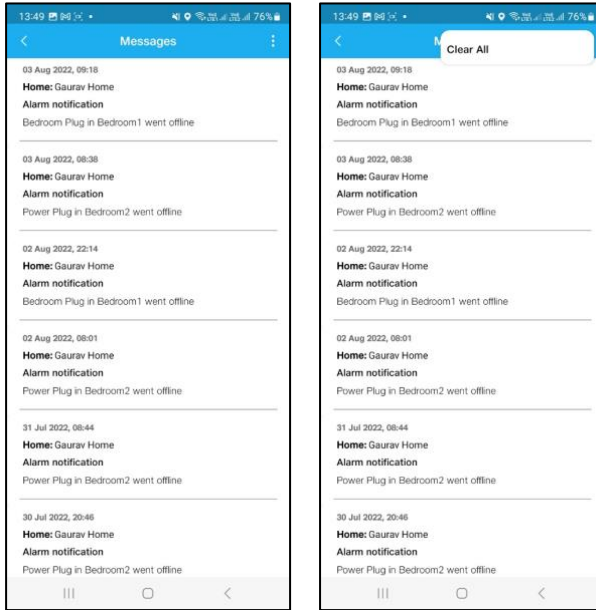 13:49
76%
Messages
03 Aug 2022, 09:18
Home: Gaurav Home
Alarm notification
Bedroom Plug in Bedroom1 went offline
03 Aug 2022, 08:38
Home: Gaurav Home
Alarm notification
Power Plug in Bedroom2 went offline
02 Aug 2022, 22:14
Home: Gaurav Home
Alarm notification
Bedroom Plug in Bedroom1 went offline
02 Aug 2022, 08:01
Home: Gaurav Home
Alarm notification
Power Plug in Bedroom2 went offline
31 Jul 2022, 08:44
Home: Gaurav Home
Alarm notification
Power Plug in Bedroom2 went offline
30 Jul 2022, 20:46
Home: Gaurav Home
Alarm notification
Power Plug in Bedroom2 went offline
13:49
76%
M
Clear All
03 Aug 2022, 09:18
Home: Gaurav Home
Alarm notification
Bedroom Plug in Bedroom1 went offline
03 Aug 2022, 08:38
Home: Gaurav Home
Alarm notification
Power Plug in Bedroom2 went offline
02 Aug 2022, 22:14
Home: Gaurav Home
Alarm notification
Bedroom Plug in Bedroom1 went offline
02 Aug 2022, 08:01
Home: Gaurav Home
Alarm notification
Power Plug in Bedroom2 went offline
31 Jul 2022, 08:44
Home: Gaurav Home
Alarm notification
Power Plug in Bedroom2 went offline
30 Jul 2022, 20:46
Home: Gaurav Home
Alarm notification
Power Plug in Bedroom2 went offline